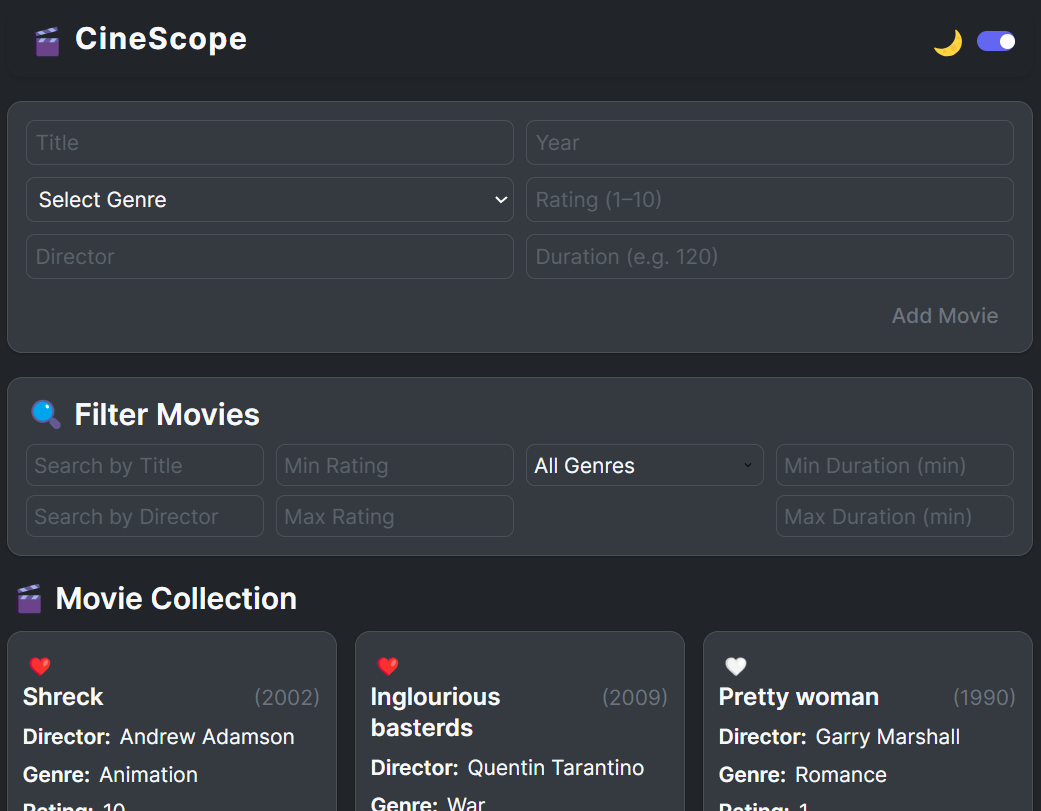 CineScope
Title
Year
Select Genre
Rating (1–10)
Director
Duration (e.g. 120)
Add Movie
Filter Movies
Search by Title
Min Rating
All Genres
Min Duration (min)
Search by Director
Max Rating
Max Duration (min)
Movie Collection
Shreck (2002)
Director: Andrew Adamson
Genre: Animation
Rating: 10
Inglourious basterds (2009)
Director: Quentin Tarantino
Genre: War
Pretty woman (1990)
Director: Garry Marshall
Genre: Romance
Rating: 1